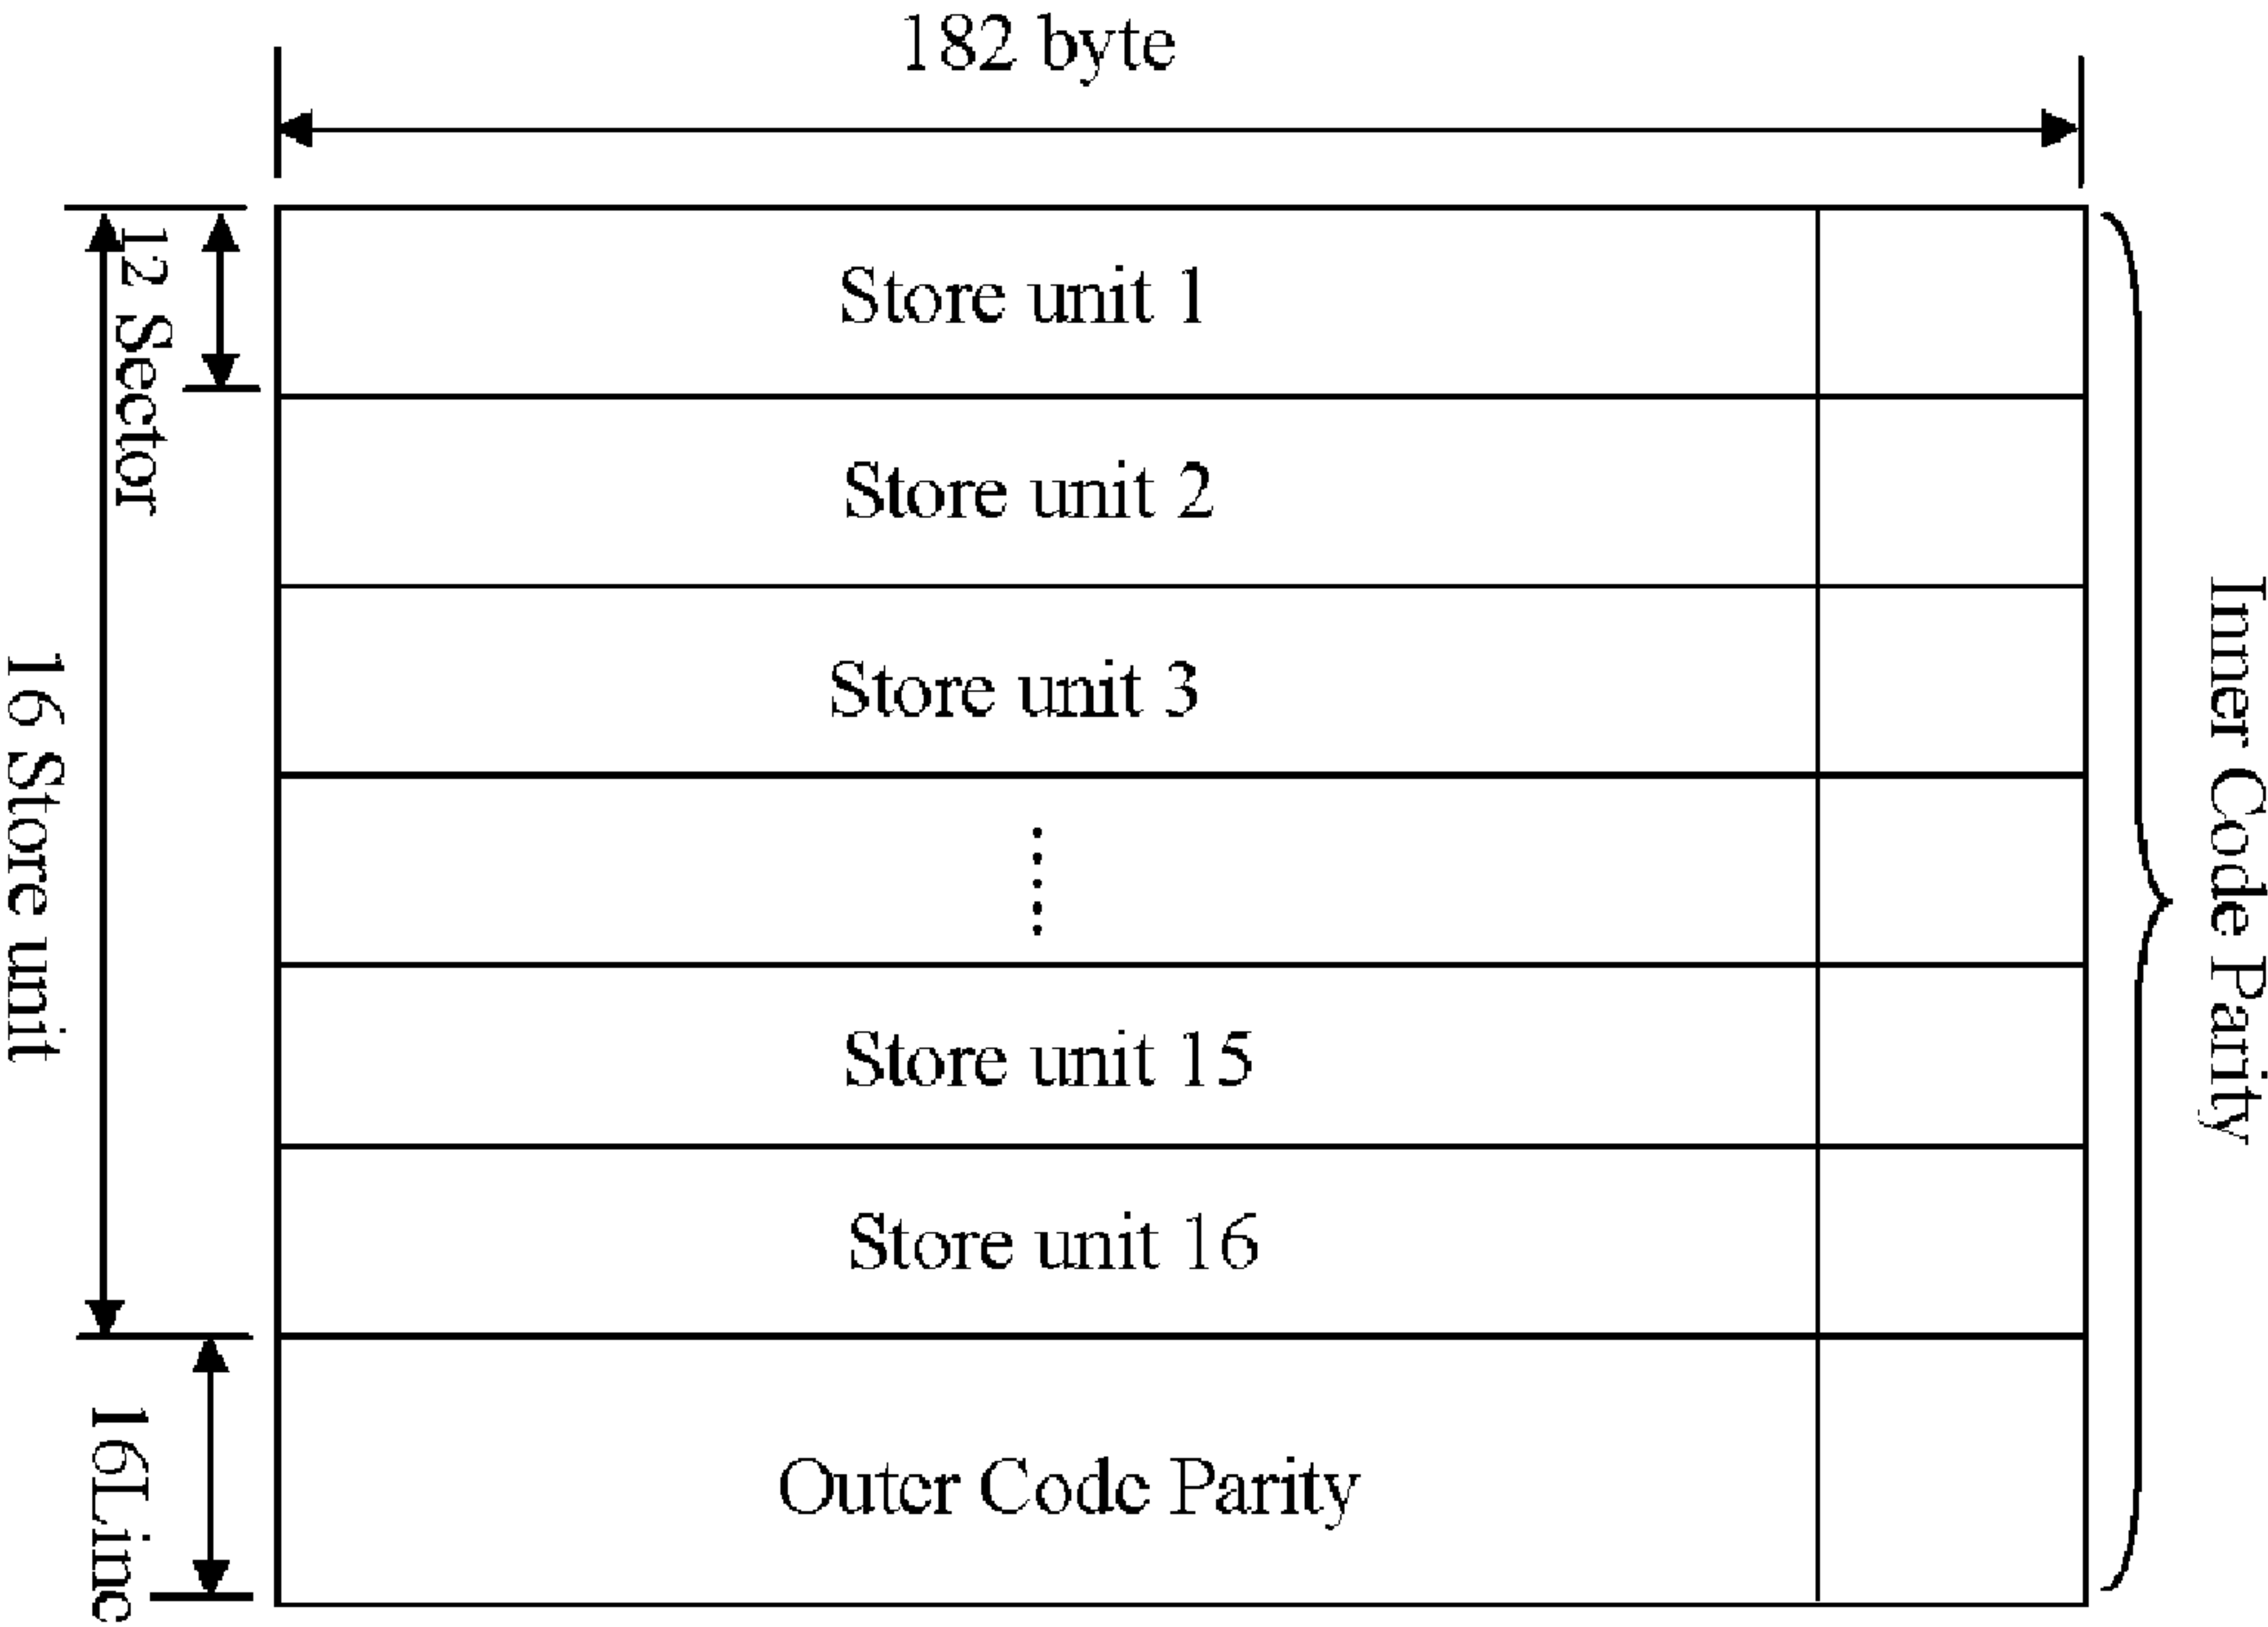 182 byte
12 Sector
Store unit 1
Store unit 2
Store unit 3
Store unit 15
Store unit 16
16 Store unit
Inner Code Parity
Outer Code Parity
16Line